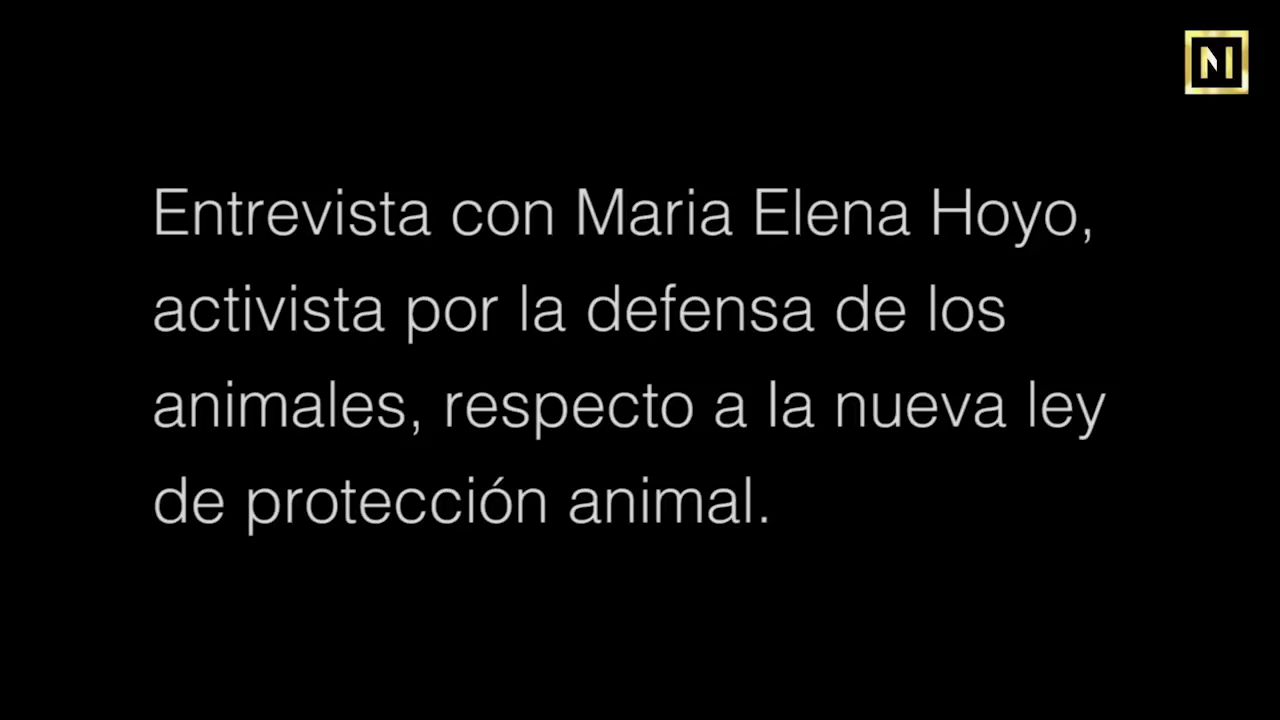 N
Entrevista con Maria Elena Hoyo,
activista por la defensa de los
animales, respecto a la nueva ley
de protección animal.